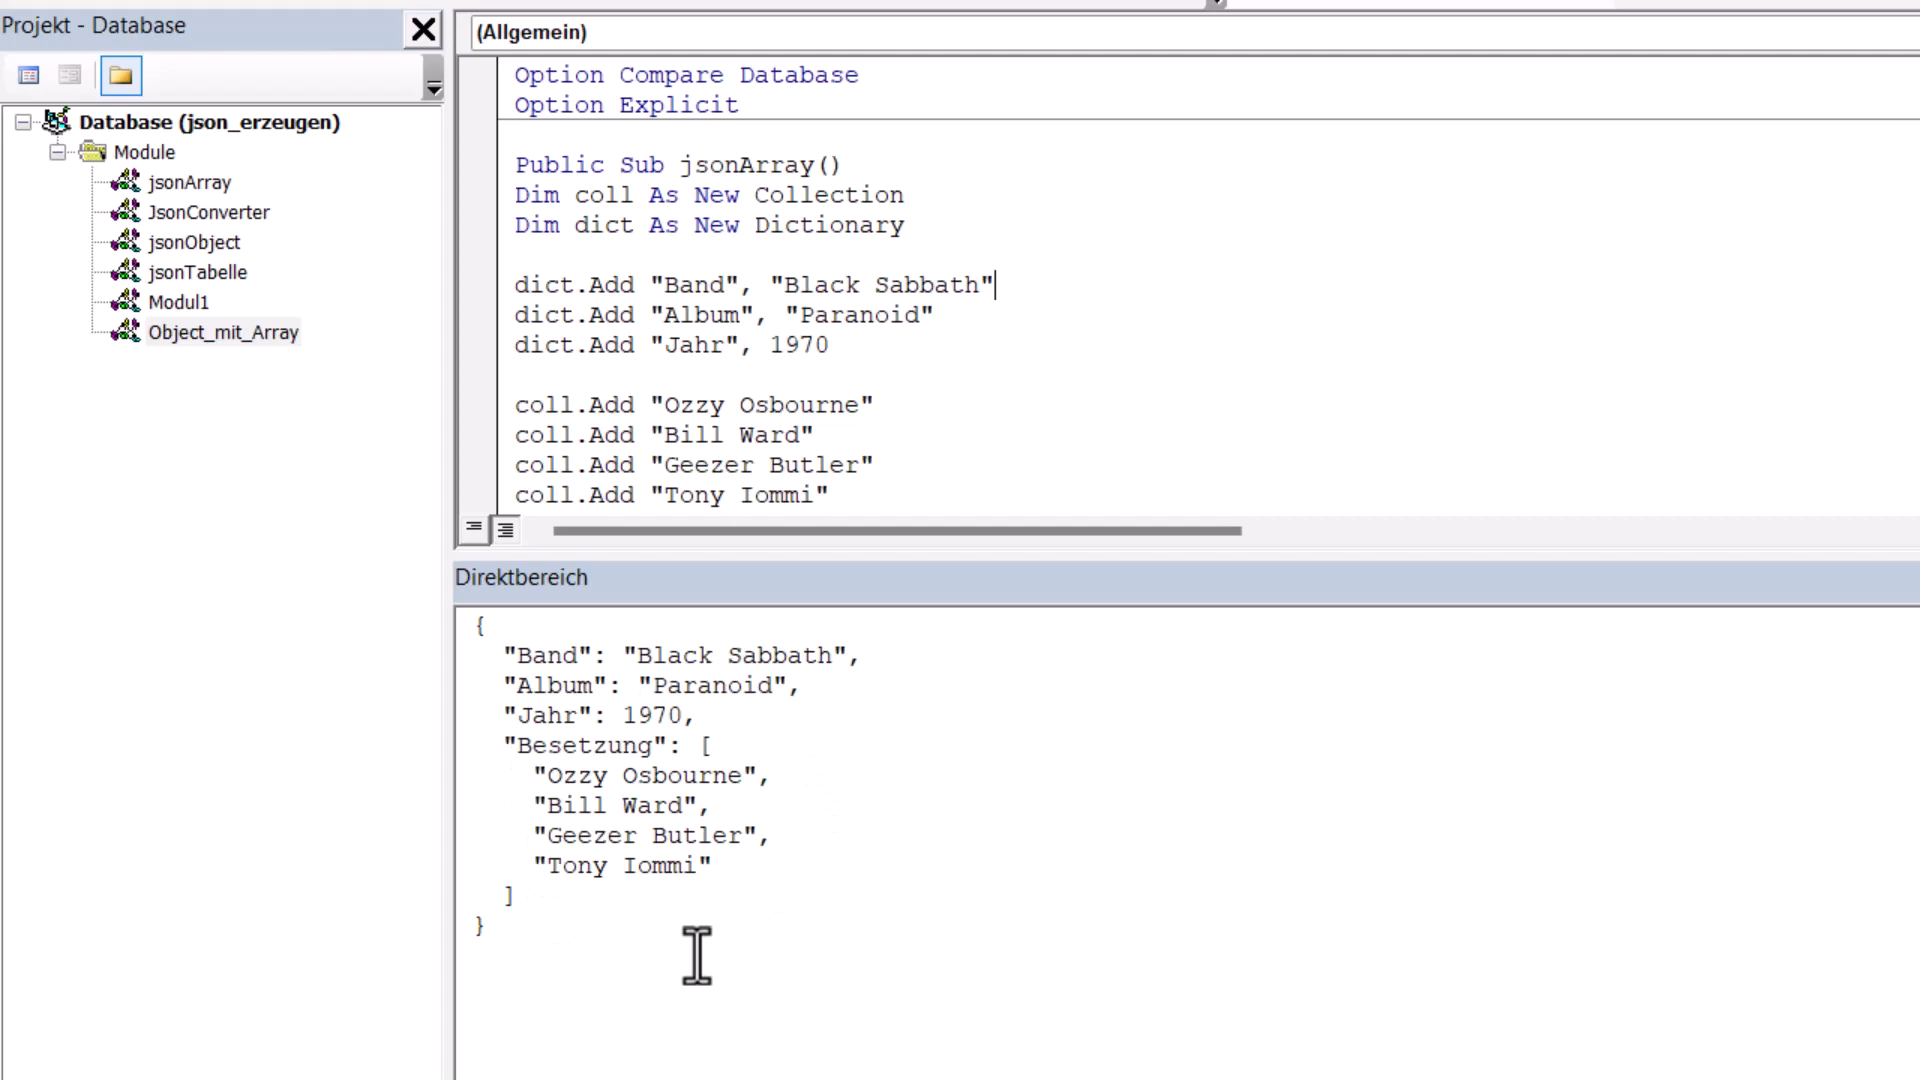 Projekt - Database
Database (json_erzeugen)
Module
jsonArray
JsonConverter
jsonObject
jsonTabelle
Modul1
Object_mit_Array
(Allgemein)
Option Compare Database
Option Explicit
Public Sub jsonArray()
Dim coll As New Collection
Dim dict As New Dictionary
dict.Add "Band", "Black Sabbath"
dict.Add "Album", "Paranoid"
dict.Add "Jahr", 1970
coll.Add "Ozzy Osbourne"
coll.Add "Bill Ward"
coll.Add "Geezer Butler"
coll.Add "Tony Iommi"
Direktbereich
{
"Band": "Black Sabbath",
"Album": "Paranoid",
"Jahr": 1970,
"Besetzung": [
"Ozzy Osbourne",
"Bill Ward",
"Geezer Butler",
"Tony Iommi"
]
}